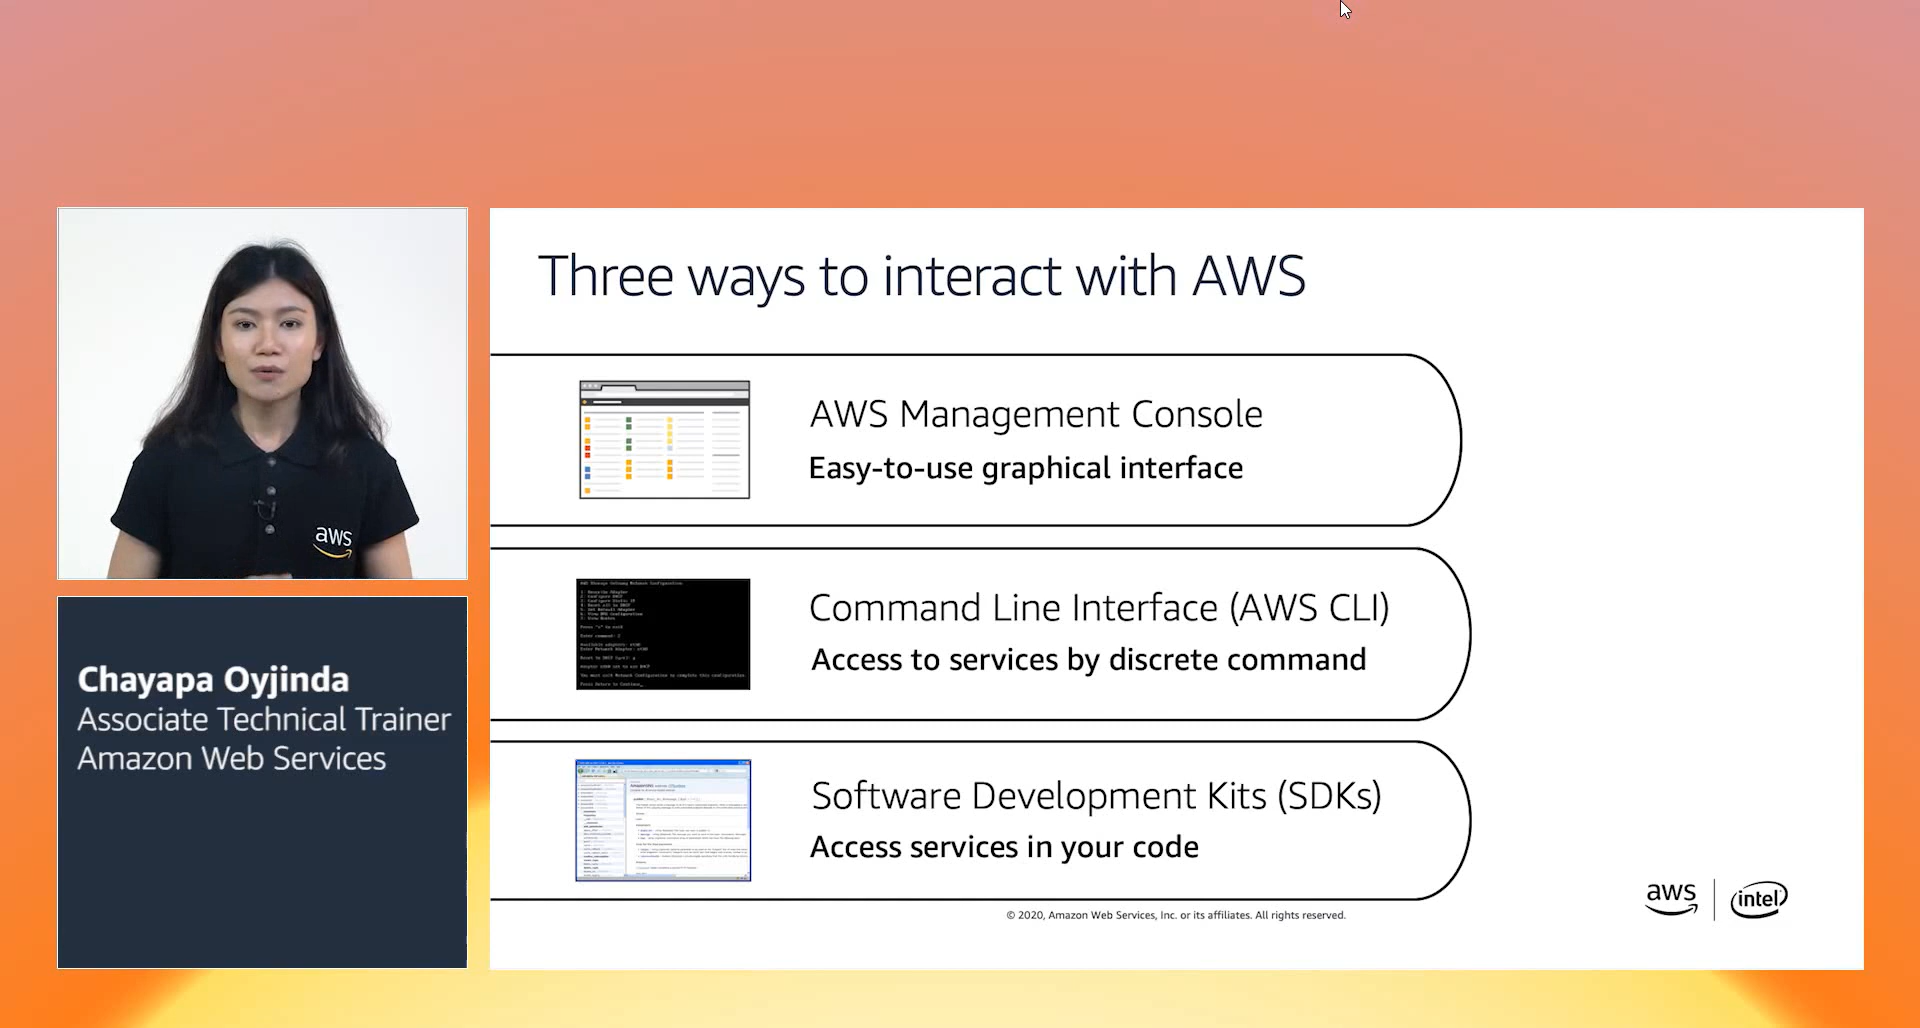 Three ways to interact with AWS
AWS Management Console
Easy-to-use graphical interface
Command Line Interface (AWS CLI)
Access to services by discrete command
Software Development Kits (SDKs)
Access services in your code
© 2020, Amazon Web Services, Inc. or its affiliates. All rights reserved.
aws
intel
aws
Chayapa Oyjinda
Associate Technical Trainer
Amazon Web Services